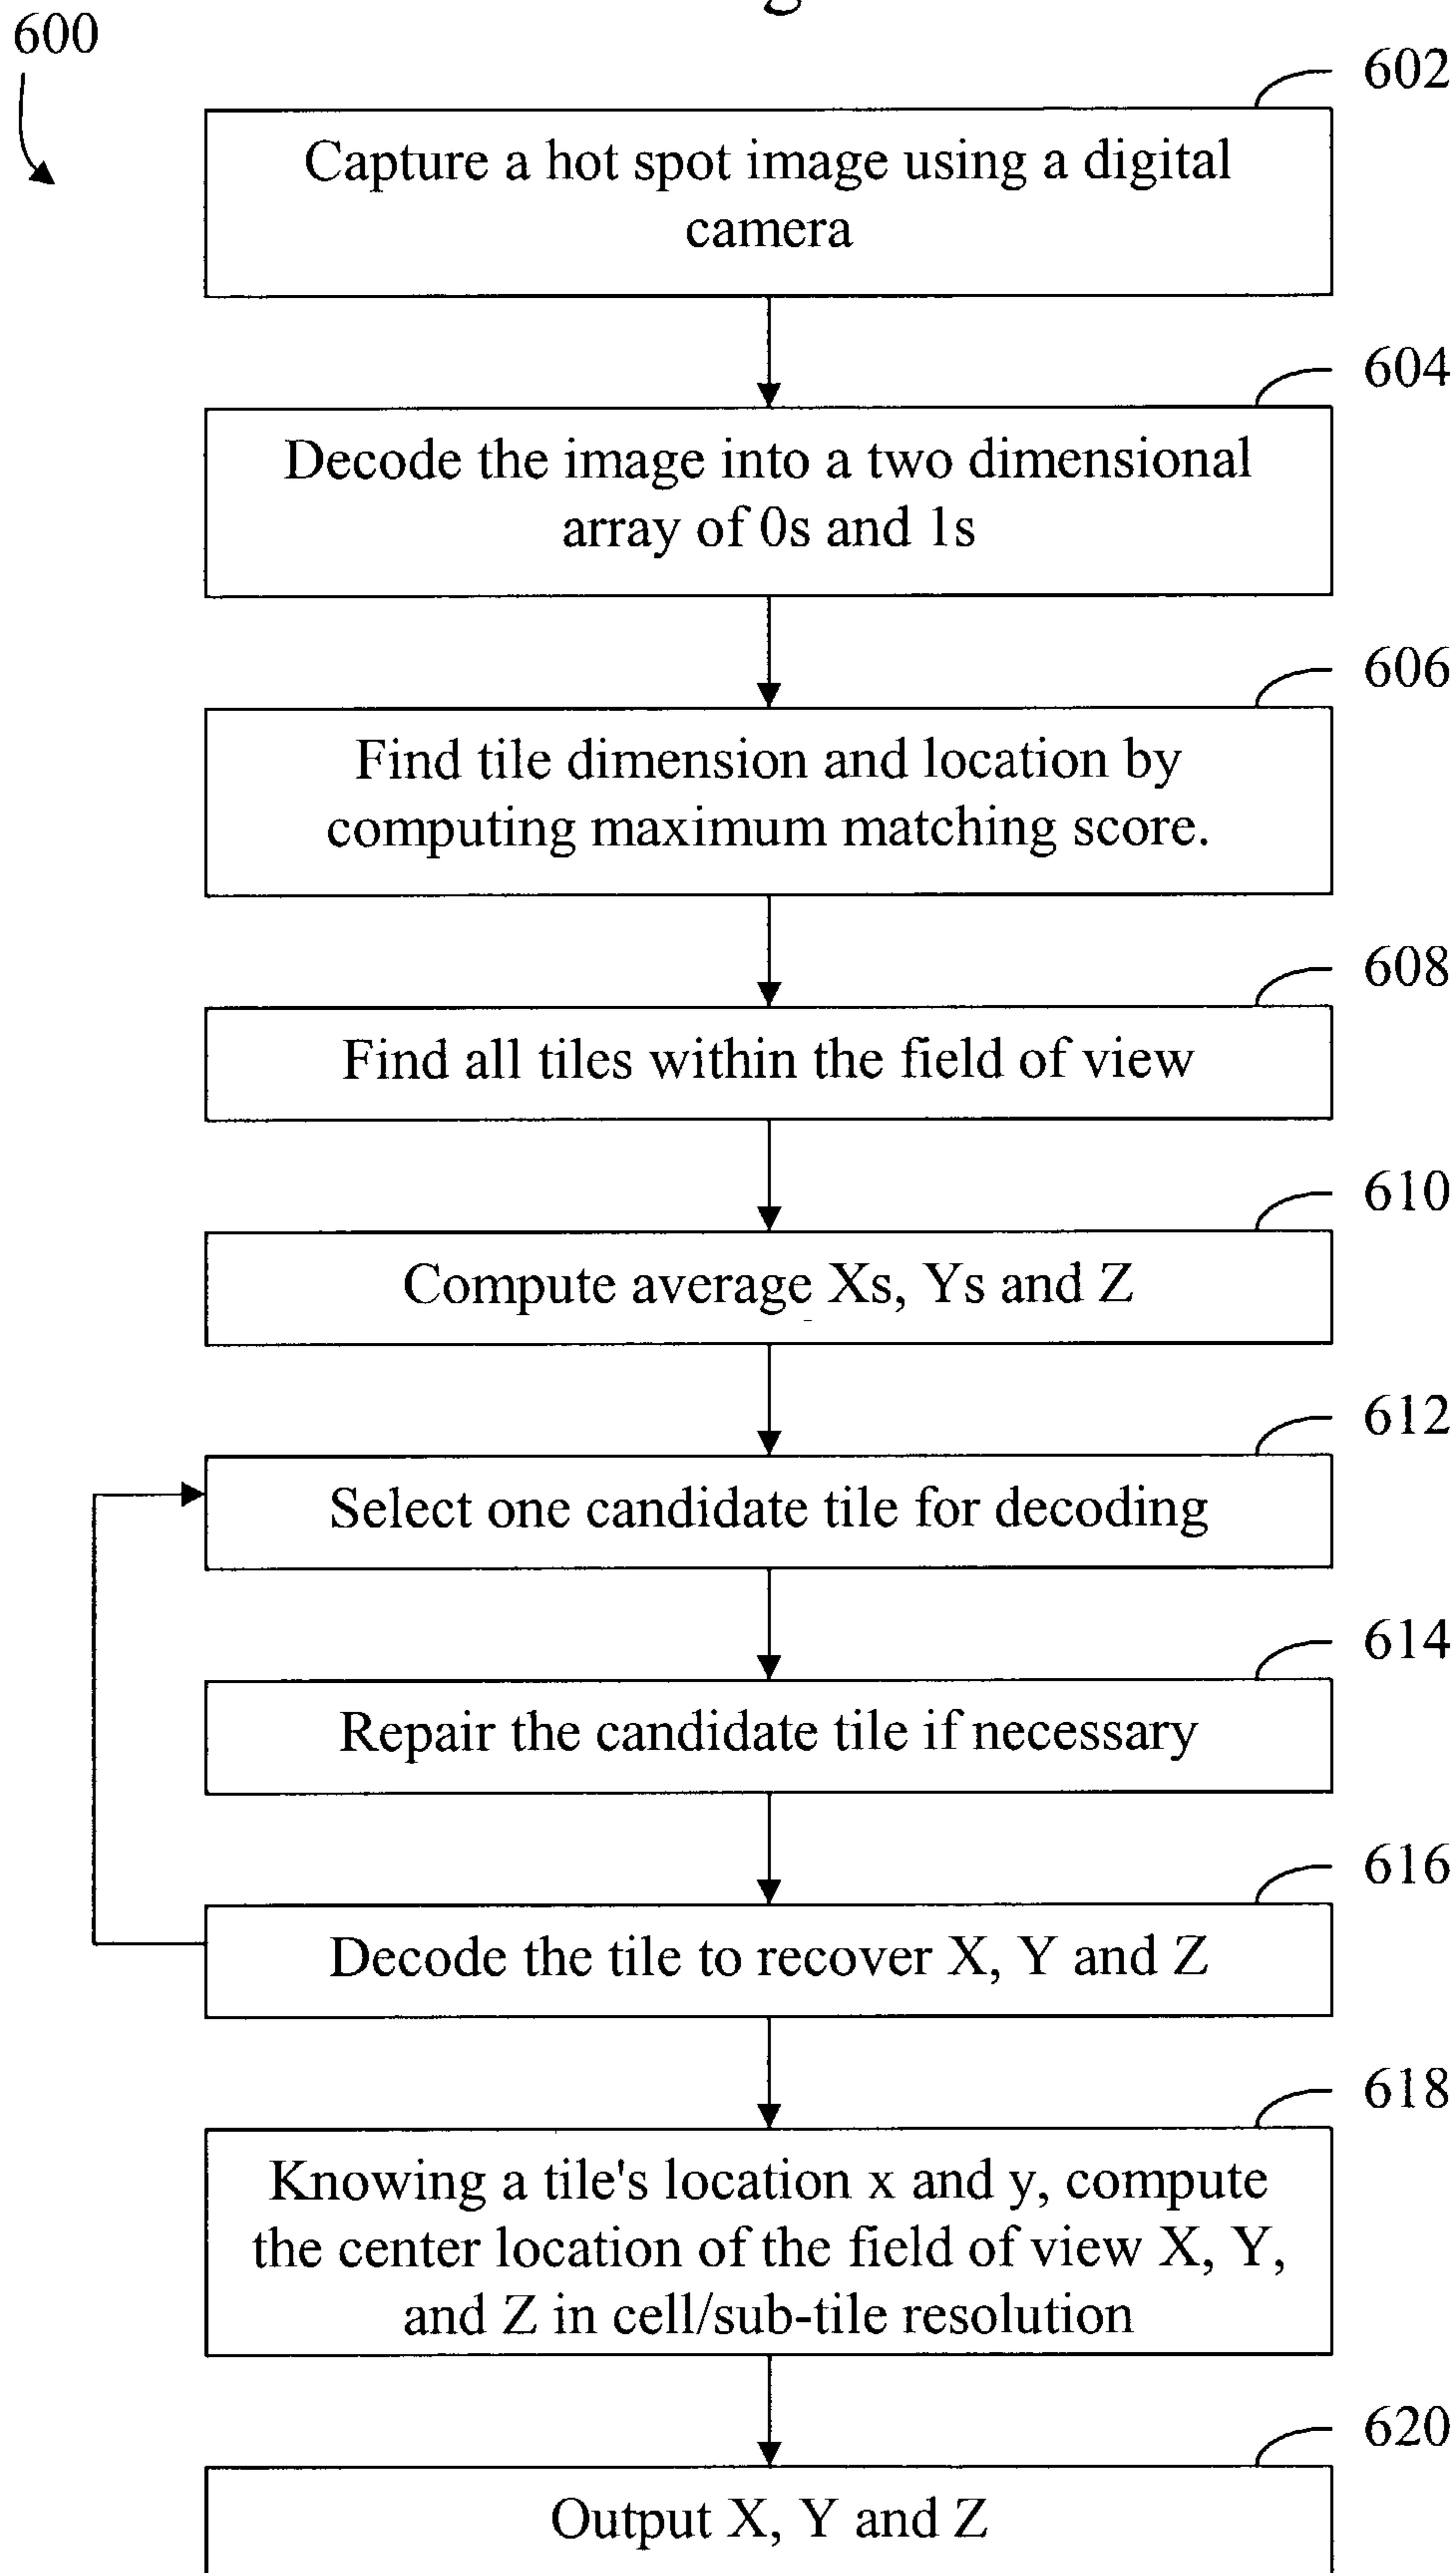 600
602
Capture a hot spot image using a digital
camera
604
Decode the image into a two dimensional
array of 0s and 1s
606
Find tile dimension and location by
computing maximum matching score.
608
Find all tiles within the field of view
610
Compute average Xs, Ys and Z
612
Select one candidate tile for decoding
614
Repair the candidate tile if necessary
616
Decode the tile to recover X, Y and Z
618
Knowing a tile's location x and y, compute
the center location of the field of view X, Y,
and Z in cell/sub-tile resolution
620
Output X, Y and Z